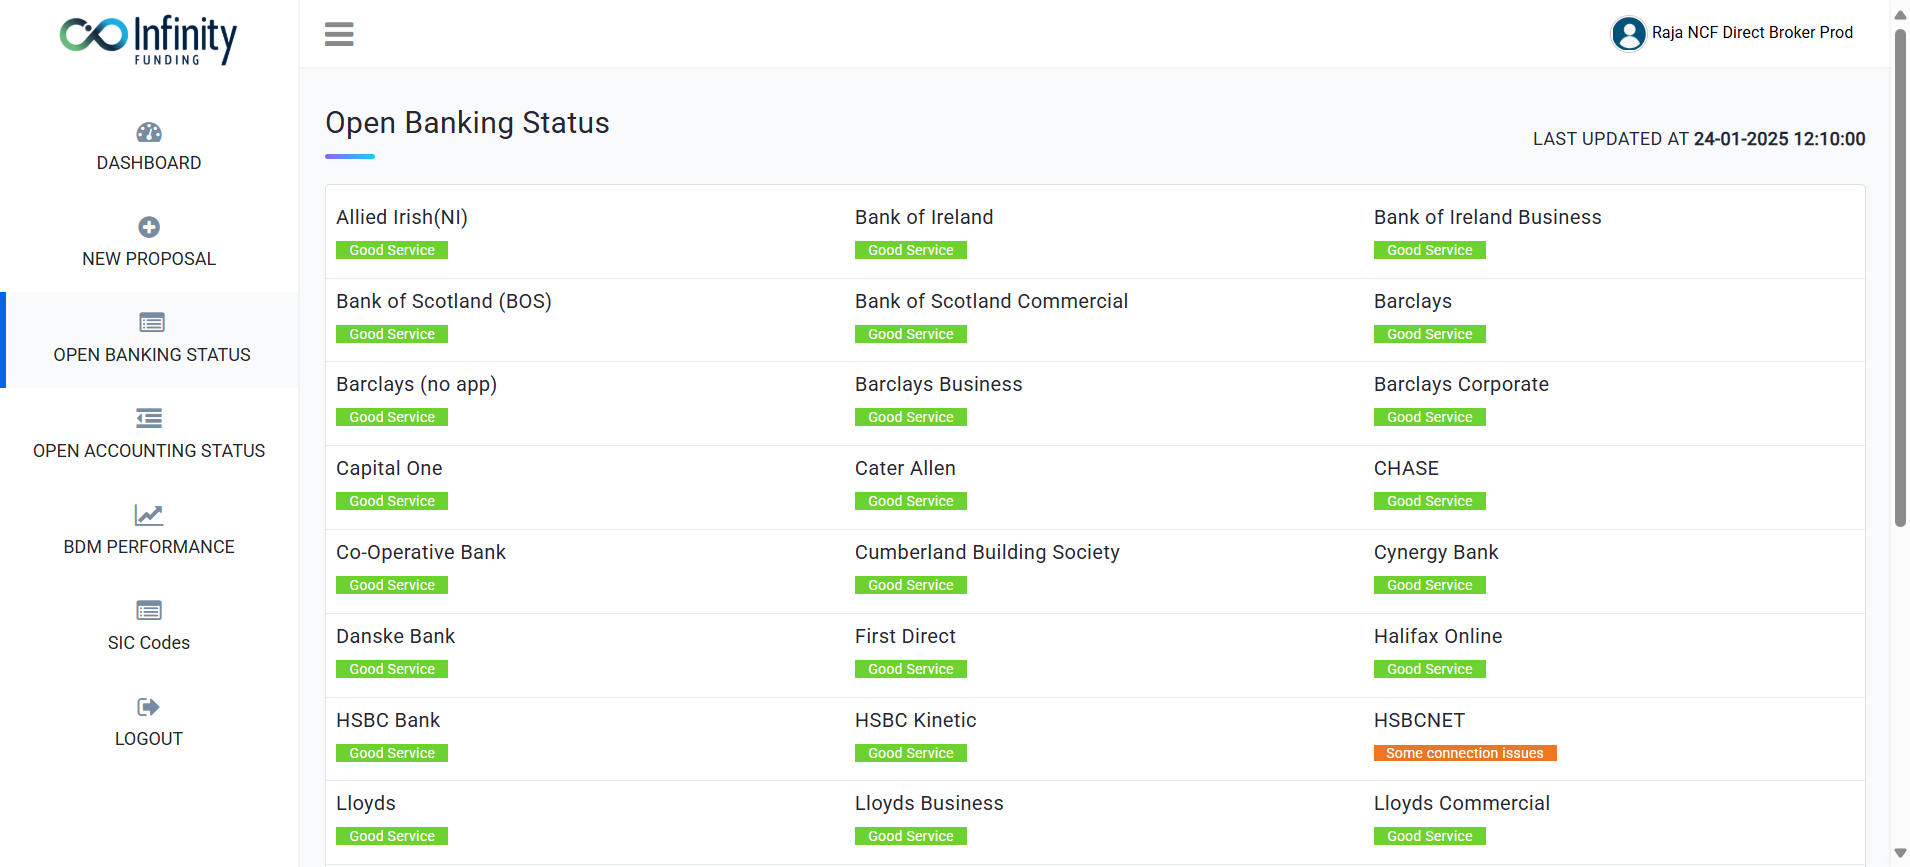 Infinity
FUNDING
Raja NCF Direct Broker Prod
DASHBOARD
NEW PROPOSAL
OPEN BANKING STATUS
OPEN ACCOUNTING STATUS
BDM PERFORMANCE
SIC Codes
LOGOUT
Open Banking Status
LAST UPDATED AT 24-01-2025 12:10:00
Allied Irish(NI)
Good Service
Bank of Ireland
Good Service
Bank of Ireland Business
Good Service
Bank of Scotland (BOS)
Good Service
Bank of Scotland Commercial
Good Service
Barclays
Good Service
Barclays (no app)
Good Service
Barclays Business
Good Service
Barclays Corporate
Good Service
Capital One
Good Service
Cater Allen
Good Service
CHASE
Good Service
Co-Operative Bank
Good Service
Cumberland Building Society
Good Service
Cynergy Bank
Good Service
Danske Bank
Good Service
First Direct
Good Service
Halifax Online
Good Service
HSBC Bank
Good Service
HSBC Kinetic
Good Service
HSBCNET
Some connection issues
Lloyds
Good Service
Lloyds Business
Good Service
Lloyds Commercial
Good Service